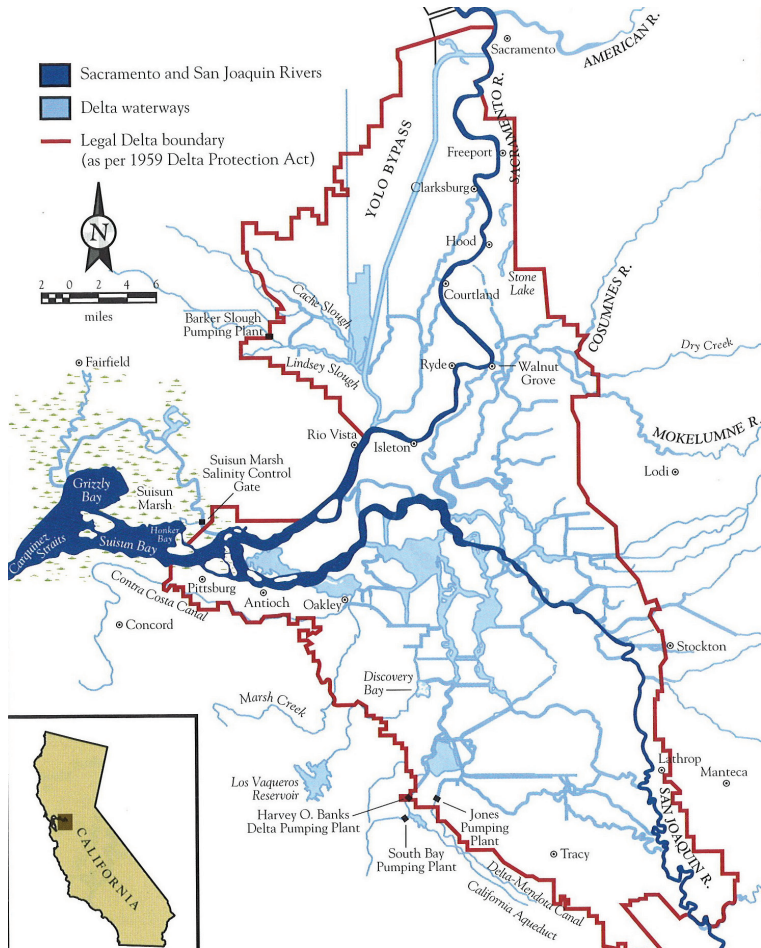 Sacramento
AMERICAN R.
Sacramento and San Joaquin Rivers
Delta waterways
Legal Delta boundary
(as per 1959 Delta Protection Act)
SACRAMENTO R.
YOLO BYPASS
Freeport
Clarksburg
N
Hood
Stone
Lake
2 0 2 4 6
miles
Courtland
COSUMNES R.
Cache Slough
Barker Slough
Pumping Plant
Dry Creek
Lindsey Slough
Fairfield
Ryde
Walnut
Grove
MOKELUMNE R.
Rio Vista
Isleton
Lodi
Suisun Marsh
Salinity Control
Gate
Grizzly
Bay
Suisun
Marsh
Honker
Bay
Suisun Bay
Carquinez
Straits
Pittsburg
Antioch
Oakley
Contra Costa Canal
Concord
Stockton
Discovery
Bay
Marsh Creek
Los Vaqueros
Reservoir
Lathrop
Manteca
Harvey O. Banks
Delta Pumping Plant
Jones
Pumping
Plant
SAN JOAQUIN R.
South Bay
Pumping Plant
Tracy
Delta-Mendota Canal
California Aqueduct
CALIFORNIA